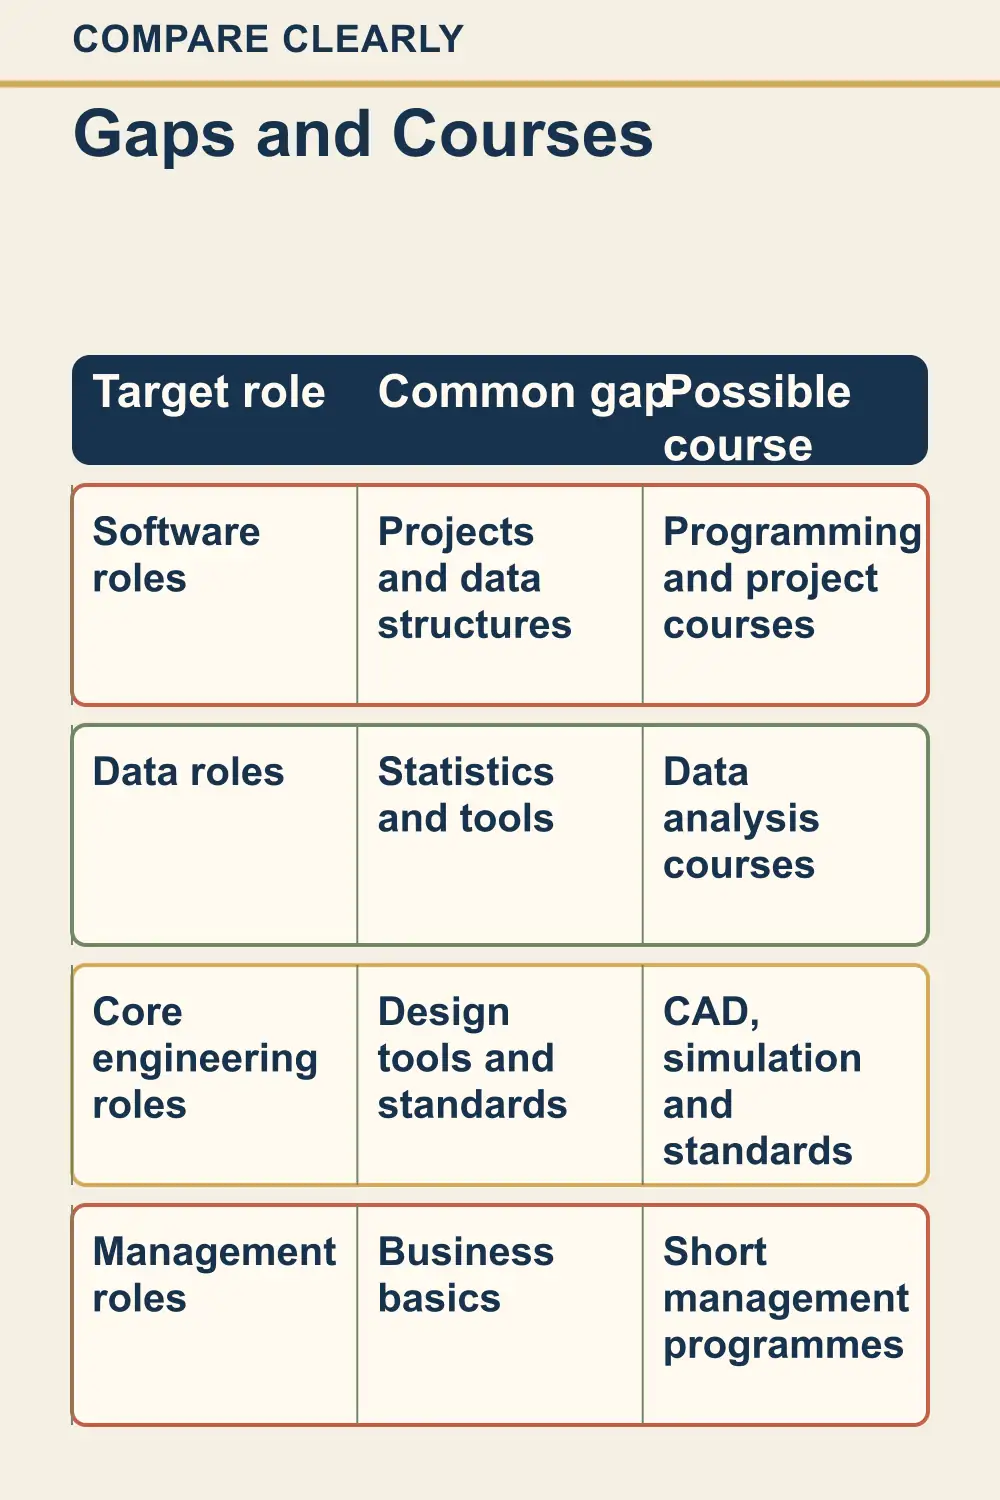 COMPARE CLEARLY
Gaps and Courses
Target role
Common gap
Possible
course
Software
roles
Projects
and data
structures
Programming
and project
courses
Data roles
Statistics
and tools
Data
analysis
courses
Core
engineering
roles
Design
tools and
standards
CAD,
simulation
and
standards
Management
roles
Business
basics
Short
management
programmes